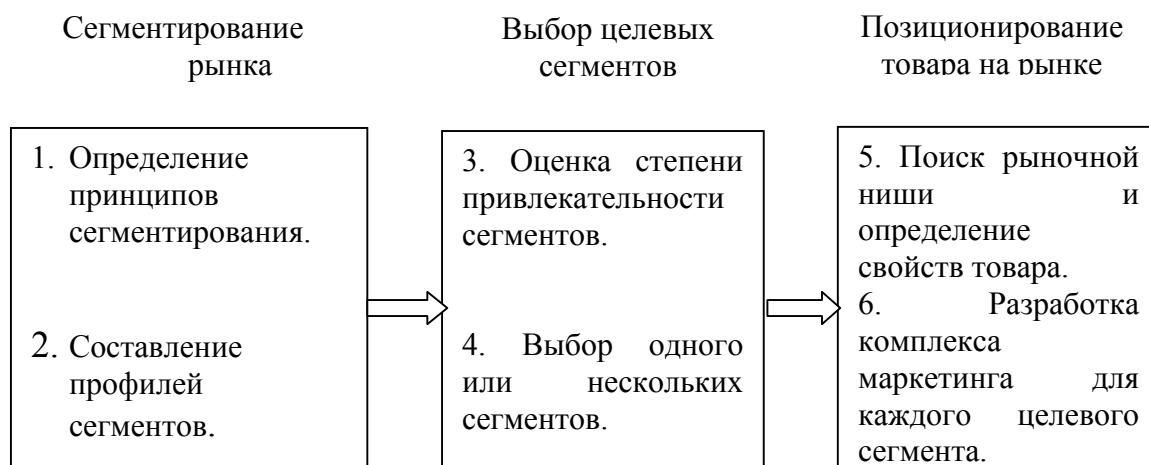 Сегментирование
рынка
Выбор целевых
сегментов
Позиционирование
товара на рынке
1. Определение
принципов
сегментирования.
2. Составление
профилей
сегментов.
3. Оценка степени
привлекательности
сегментов.
4. Выбор одного
или нескольких
сегментов.
5. Поиск рыночной
ниши и
определение
свойств товара.
6. Разработка
комплекса
маркетинга для
каждого целевого
сегмента.